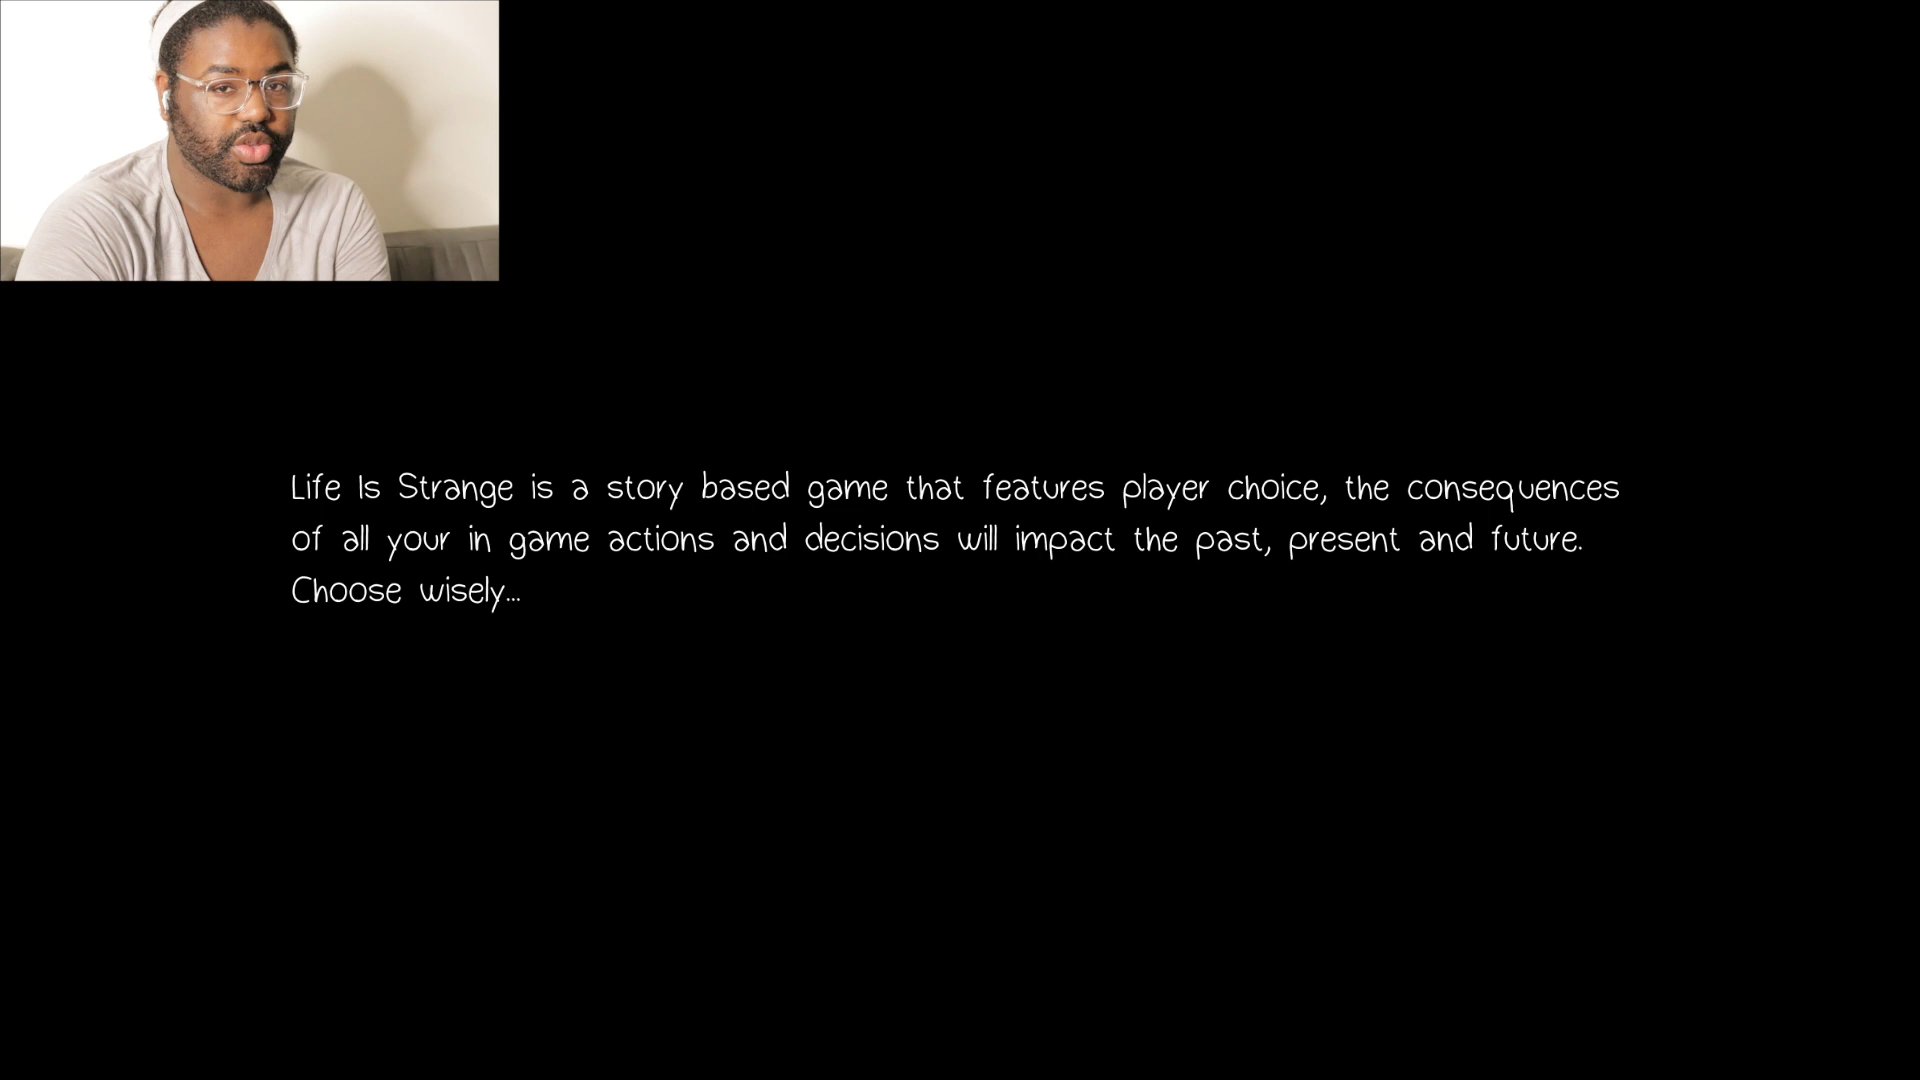 Life Is Strange is a story based game that features player choice, the consequences
of all your in game actions and decisions will impact the past, present and future.
Choose wisely...